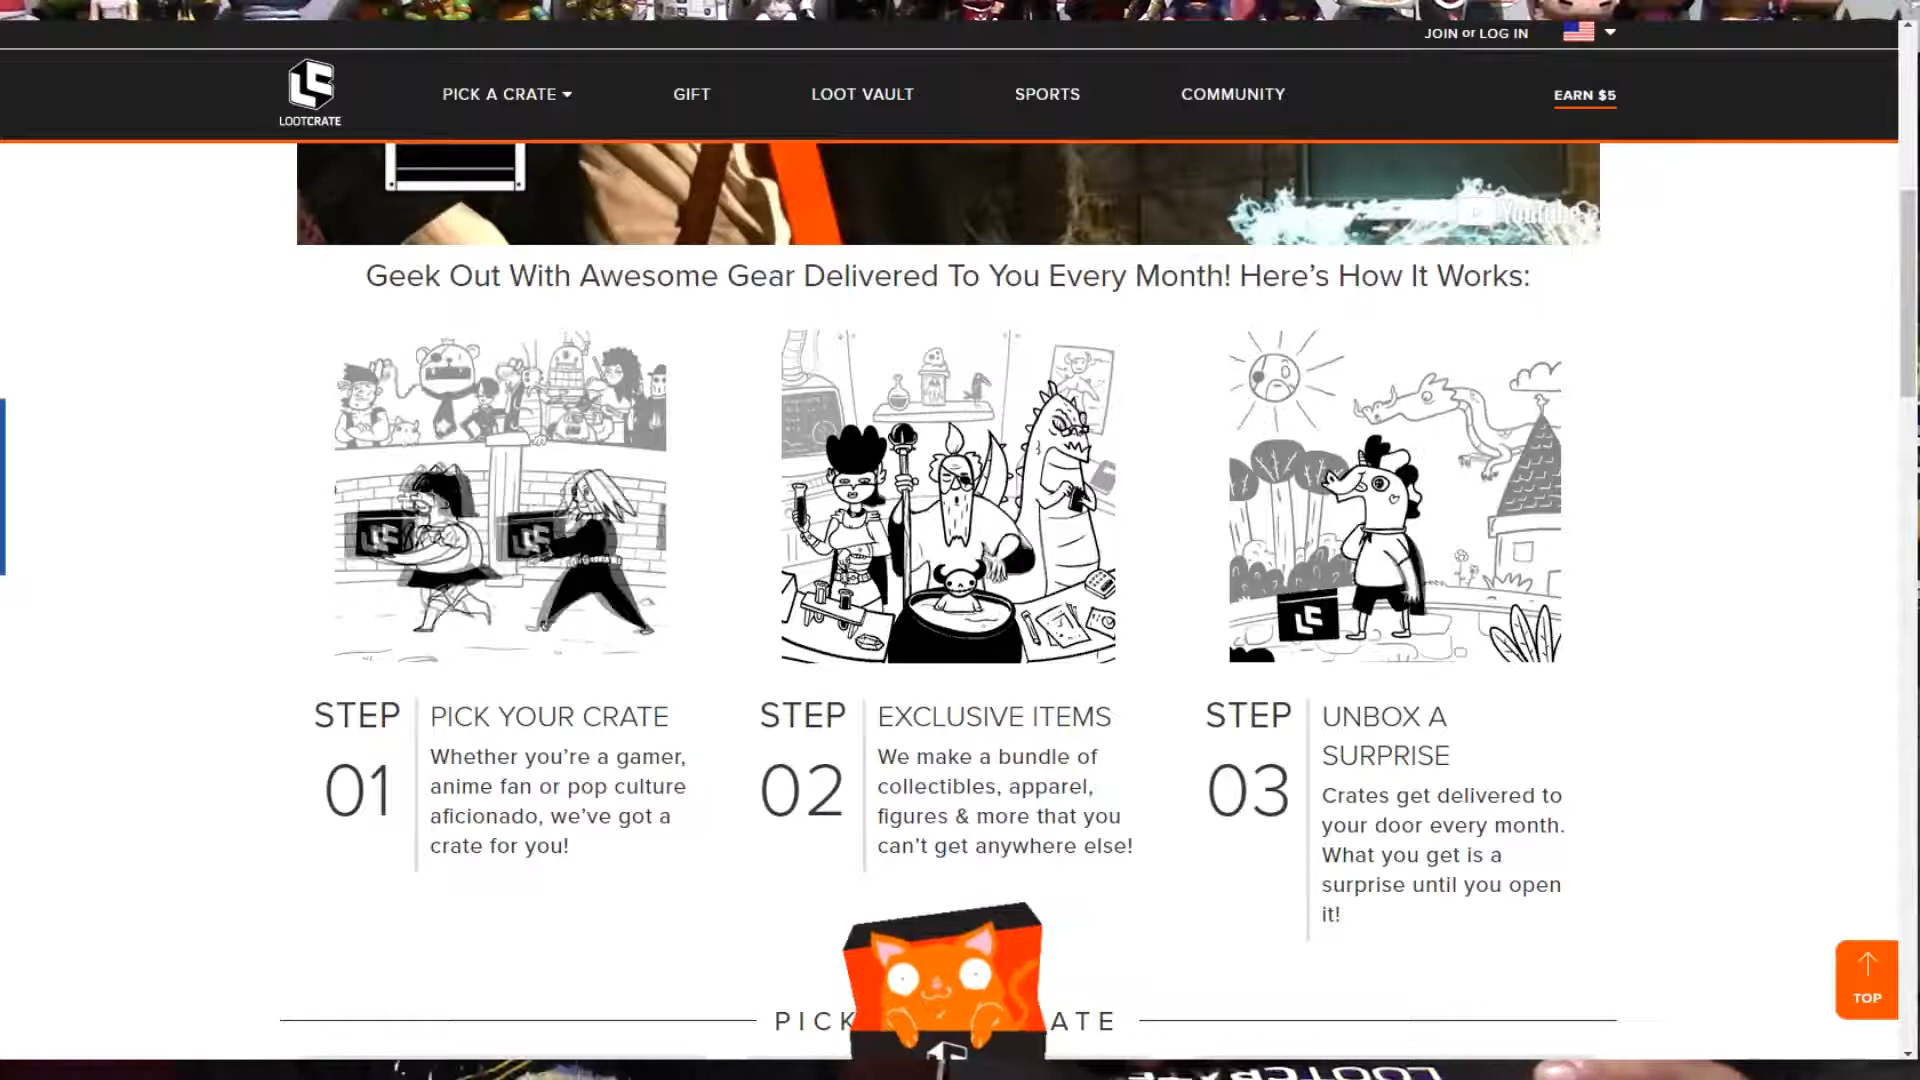 JOIN or LOG IN
LOOTCRATE
PICK A CRATE
GIFT
LOOT VAULT
SPORTS
COMMUNITY
EARN $5
YouTube
Geek Out With Awesome Gear Delivered To You Every Month! Here's How It Works:
STEP
01
PICK YOUR CRATE
Whether you're a gamer,
anime fan or pop culture
aficionado, we've got a
crate for you!
STEP
02
EXCLUSIVE ITEMS
We make a bundle of
collectibles, apparel,
figures & more that you
can't get anywhere else!
STEP
03
UNBOX A
SURPRISE
Crates get delivered to
your door every month.
What you get is a
surprise until you open
it!
TOP
PICK ATE